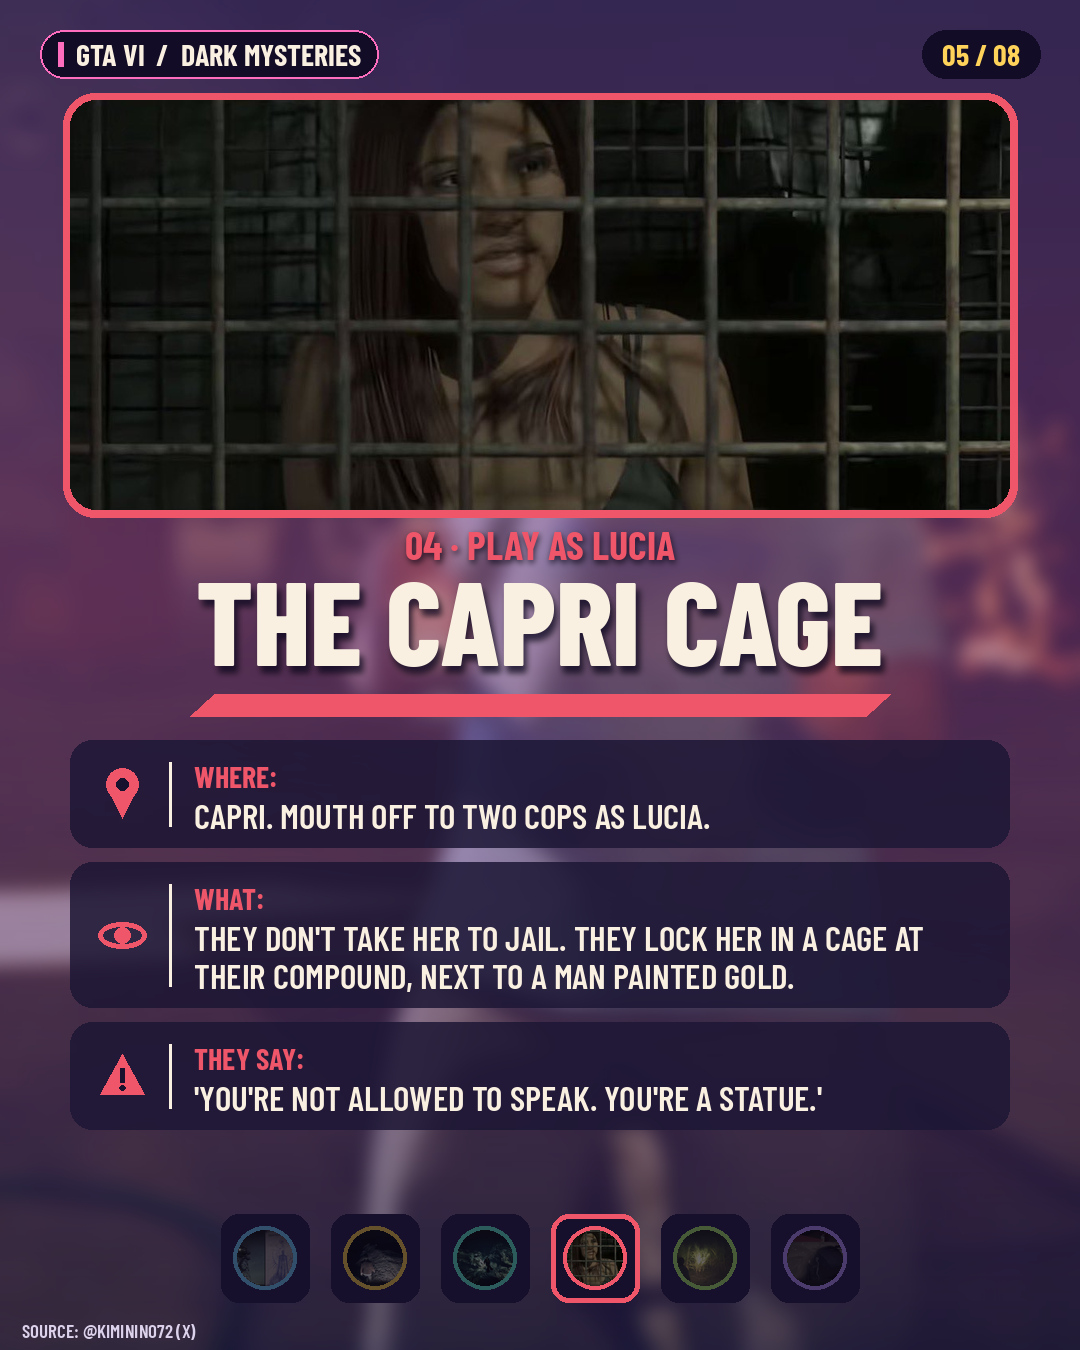 GTA VI / DARK MYSTERIES
05 / 08
04 · PLAY AS LUCIA
THE CAPRI CAGE
WHERE:
CAPRI. MOUTH OFF TO TWO COPS AS LUCIA.
WHAT:
THEY DON'T TAKE HER TO JAIL. THEY LOCK HER IN A CAGE AT
THEIR COMPOUND, NEXT TO A MAN PAINTED GOLD.
THEY SAY:
'YOU'RE NOT ALLOWED TO SPEAK. YOU'RE A STATUE.'
SOURCE: @KIMININO72 (X)